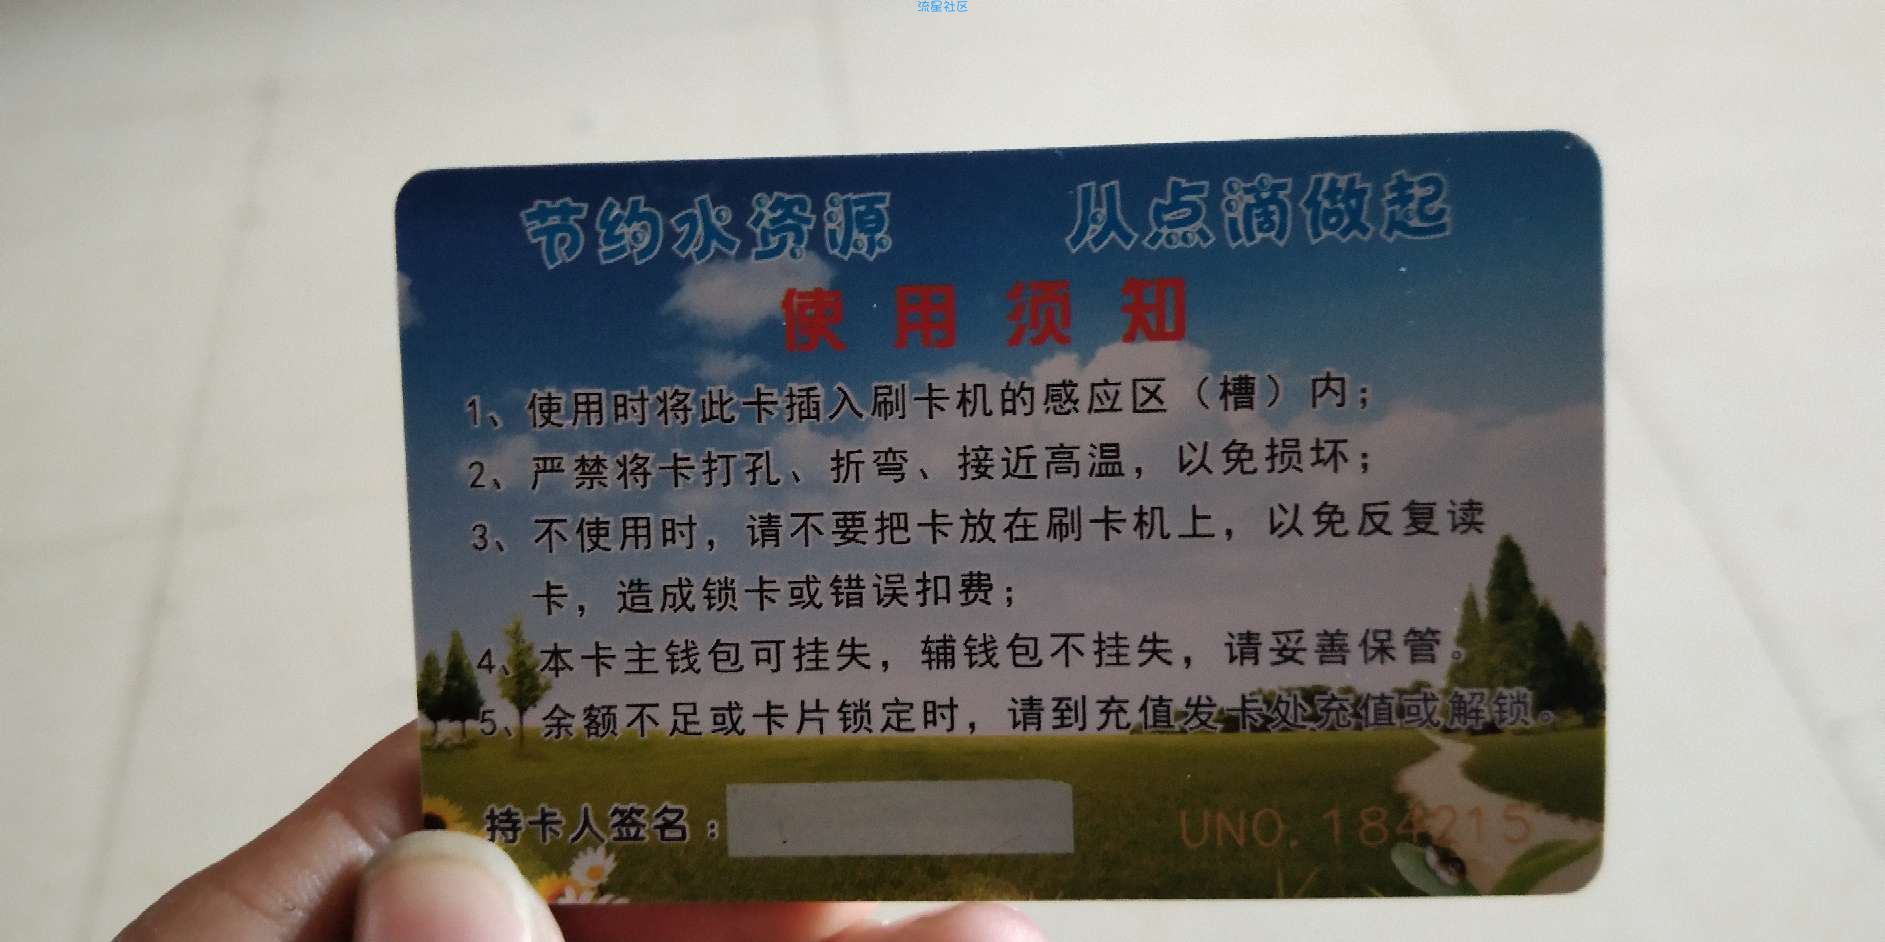 流星社区
节约水资源 从点滴做起
使用须知
1、使用时将此卡插入刷卡机的感应区（槽）内；
2、严禁将卡打孔、折弯、接近高温，以免损坏；
3、不使用时，请不要把卡放在刷卡机上，以免反复读
卡，造成锁卡或错误扣费；
4、本卡主钱包可挂失，辅钱包不挂失，请妥善保管。
5、余额不足或卡片锁定时，请到充值发卡处充值或解锁。
持卡人签名：
UNO. 184215